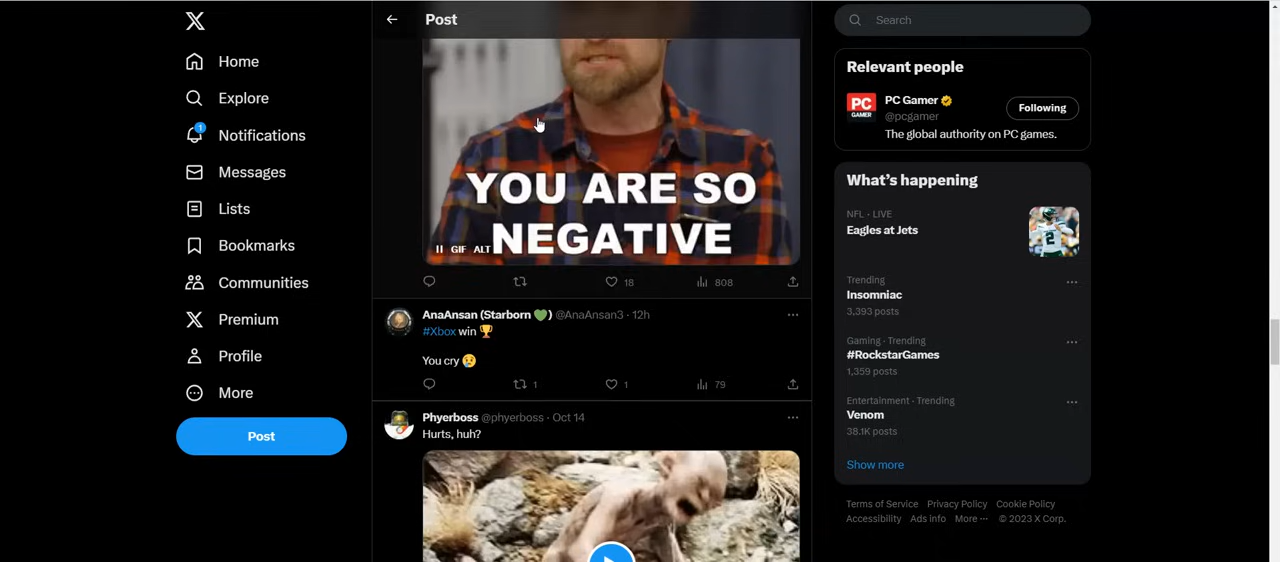 Post
Search
Home
Explore
1
Notifications
Messages
Lists
Bookmarks
Communities
Premium
Profile
More
Post
YOU ARE SO
NEGATIVE
GIF ALT
18
808
AnaAnsan (Starborn 💚) @AnaAnsan3 · 12h
#Xbox win 🏆
You cry 😢
1
1
79
Phyerboss @phyerboss · Oct 14
Hurts, huh?
Relevant people
PC
GAMER
PC Gamer
@pcgamer
Following
The global authority on PC games.
What's happening
NFL · LIVE
Eagles at Jets
2
Trending
Insomniac
3,393 posts
Gaming · Trending
#RockstarGames
1,359 posts
Entertainment · Trending
Venom
38.1K posts
Show more
Terms of Service Privacy Policy Cookie Policy
Accessibility Ads info More ··· © 2023 X Corp.